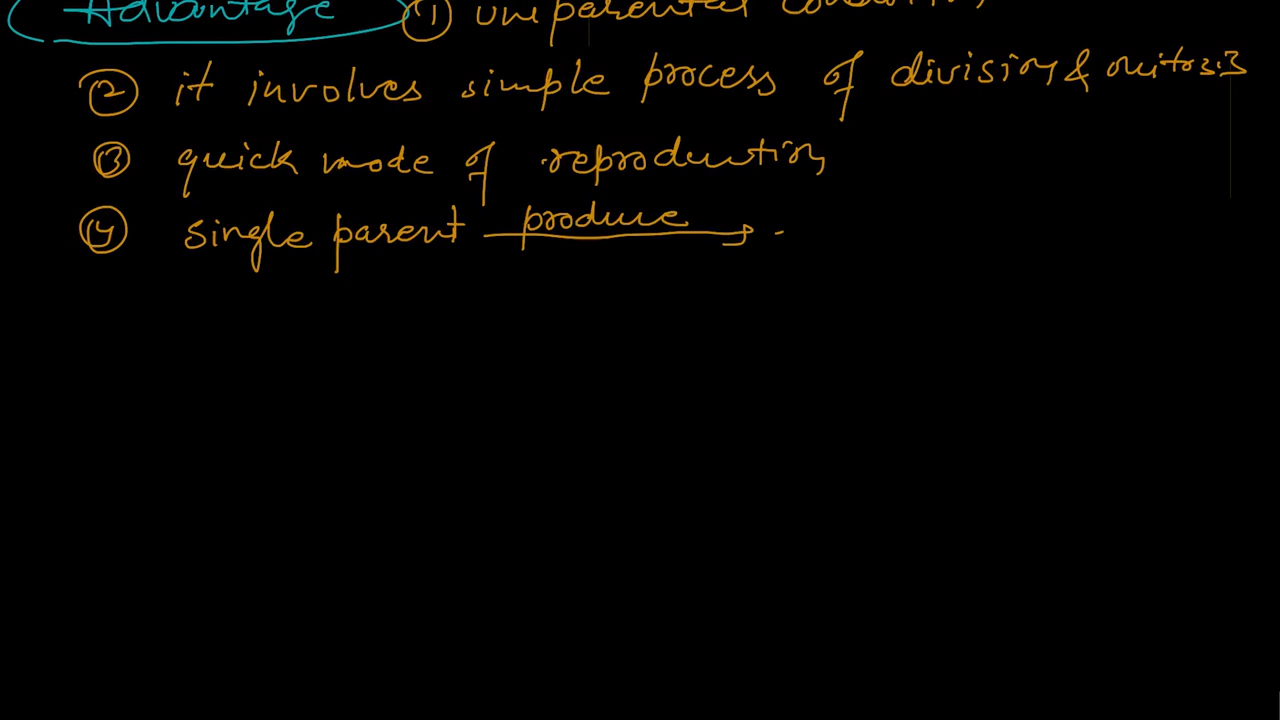 Advantage ① uniparental condition,
② it involves simple process of division & mitosis
③ quick mode of reproduction,
④ single parent produce → -